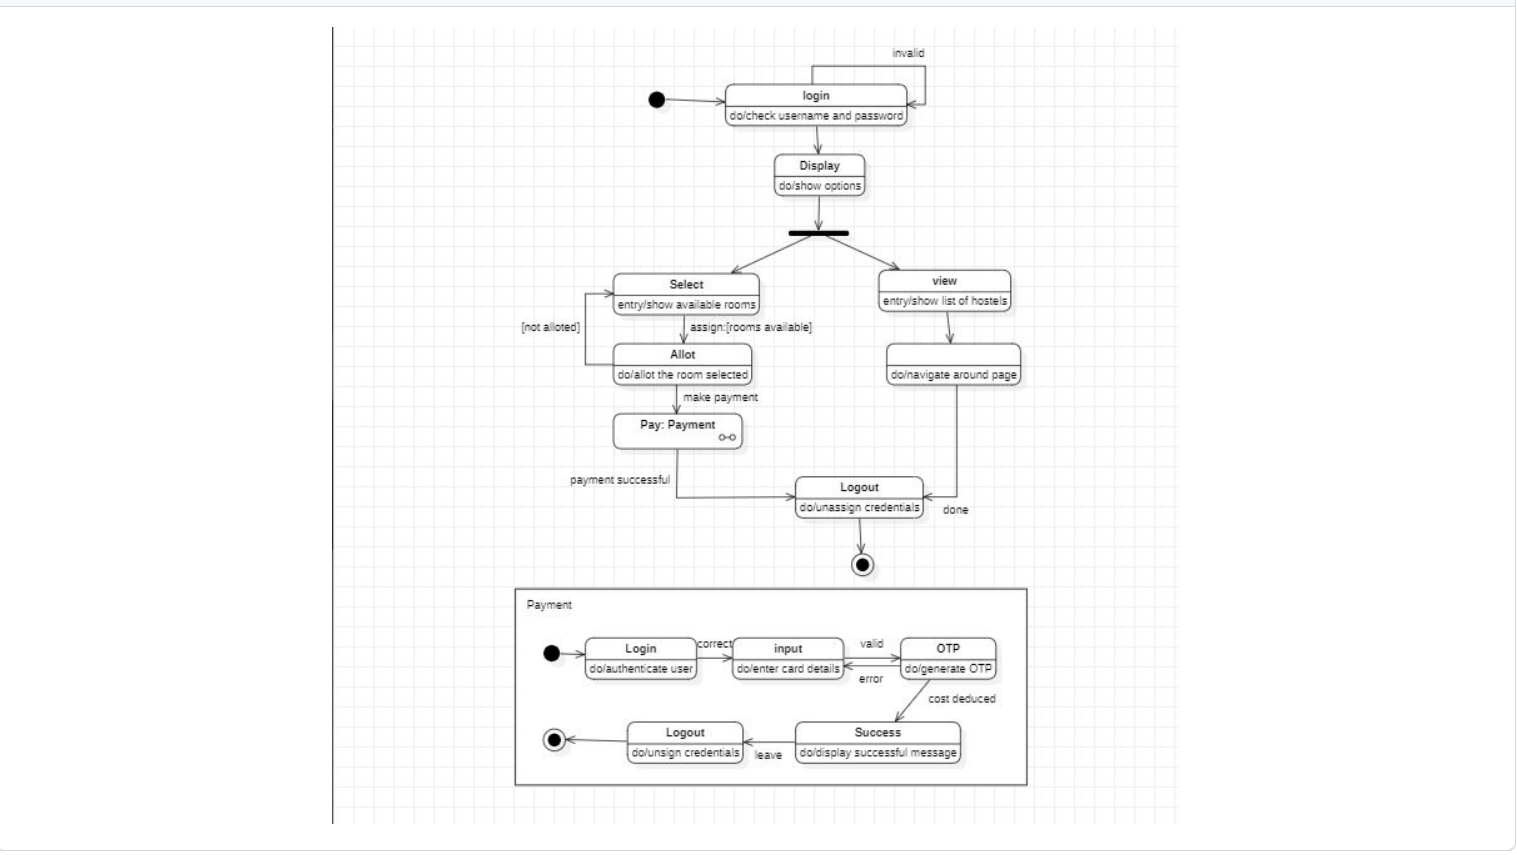 invalid
login
do/check username and password
Display
do/show options
Select
entry/show available rooms
view
entry/show list of hostels
[not alloted]
assign:[rooms available]
Allot
do/allot the room selected
do/navigate around page
make payment
Pay: Payment
payment successful
Logout
do/unassign credentials
done
Payment
Login
do/authenticate user
correct
input
do/enter card details
valid
error
OTP
do/generate OTP
cost deduced
Success
do/display successful message
leave
Logout
do/unsign credentials